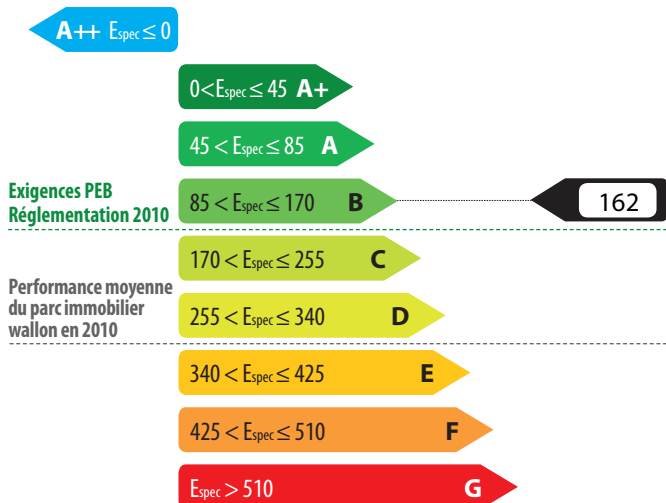 A++ Espec ≤ 0
0<Espec ≤ 45 A+
45 < Espec ≤ 85 A
Exigences PEB
Réglementation 2010
85 < Espec ≤ 170 B
162
170 < Espec ≤ 255 C
Performance moyenne
du parc immobilier
wallon en 2010
255 < Espec ≤ 340 D
340 < Espec ≤ 425 E
425 < Espec ≤ 510 F
Espec > 510 G